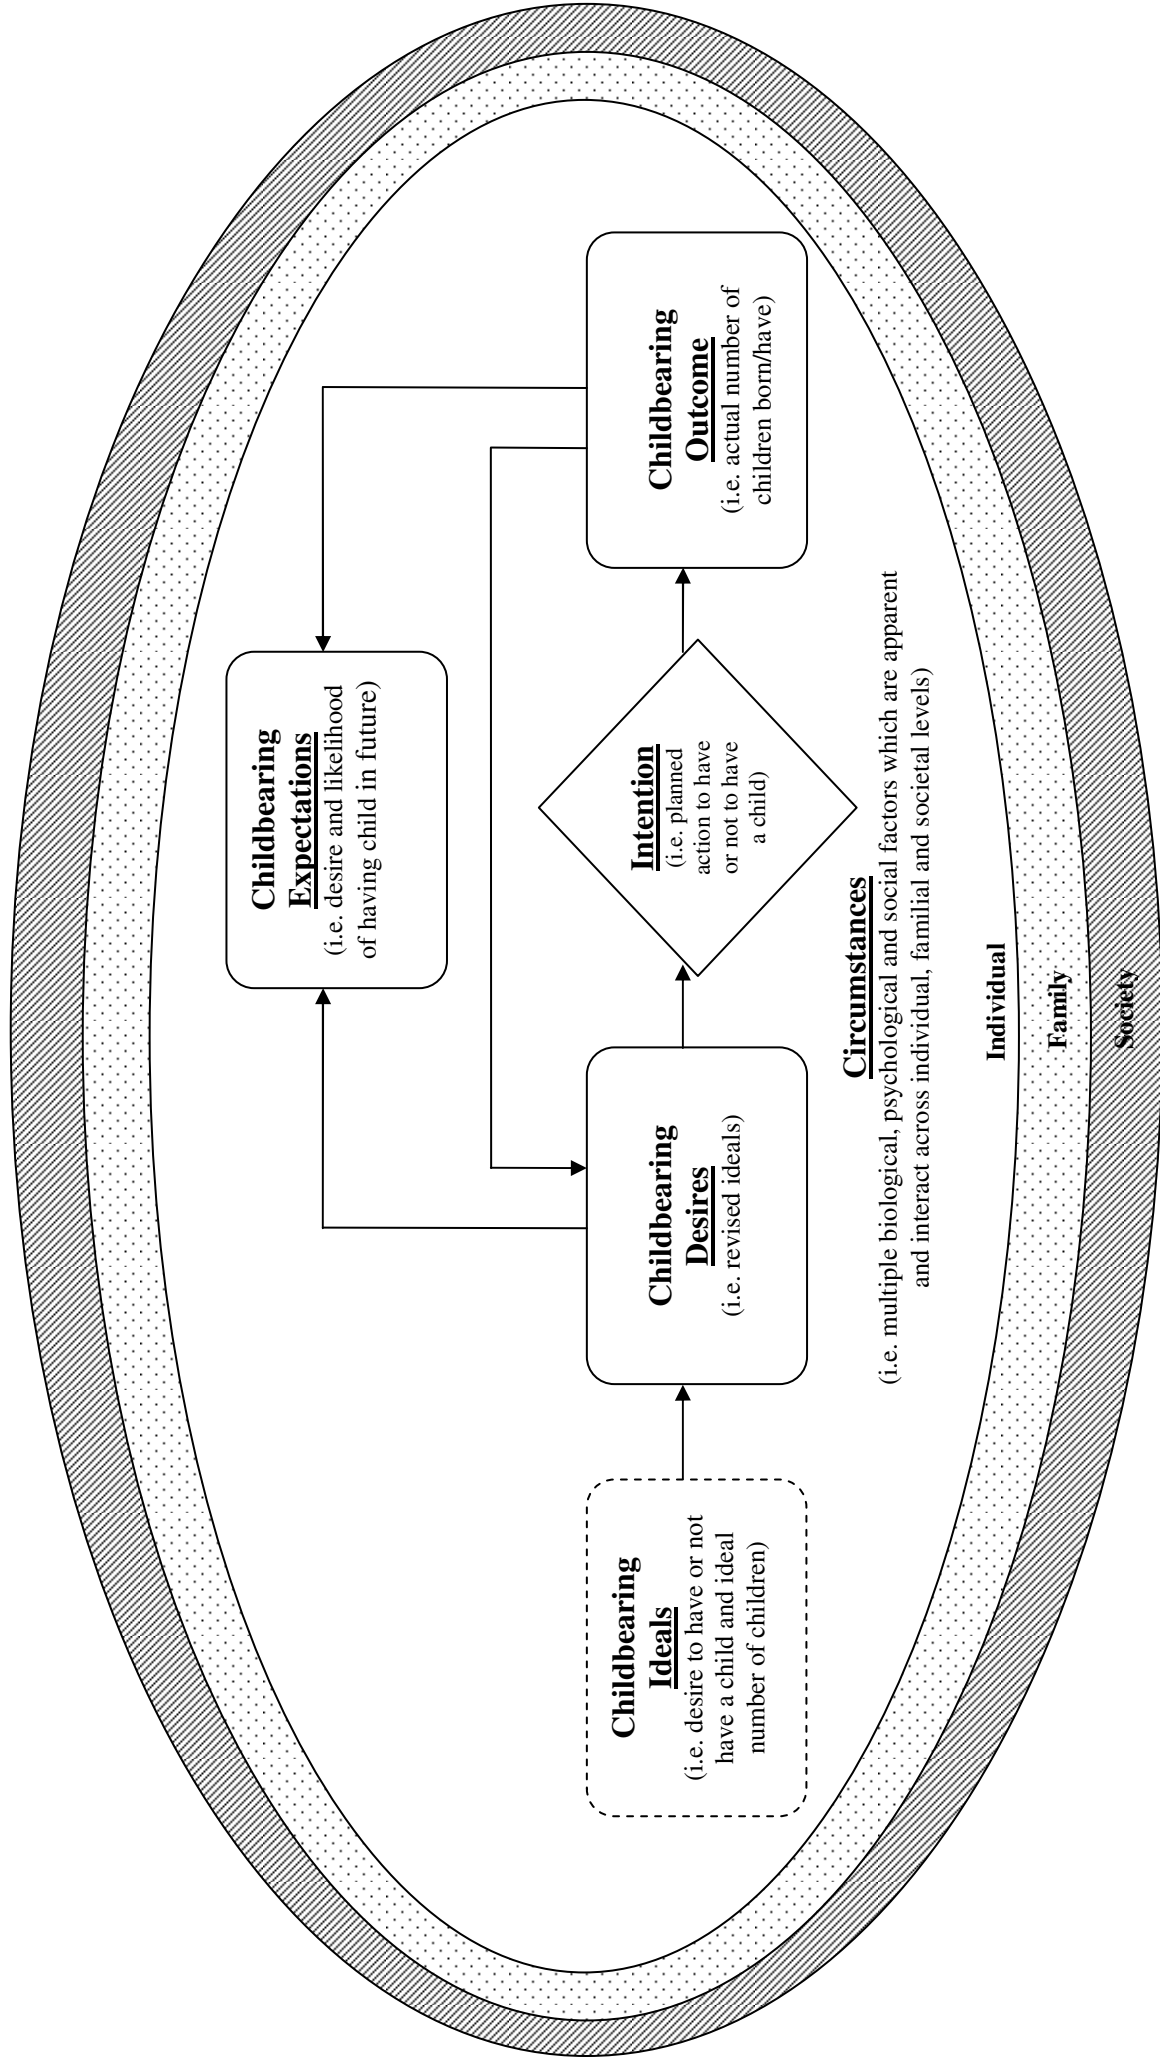 Childbearing
Expectations
(i.e. desire and likelihood
of having child in future)
Childbearing
Ideals
(i.e. desire to have or not
have a child and ideal
number of children)
Childbearing
Desires
(i.e. revised ideals)
Intention
(i.e. planned
action to have
or not to have
a child)
Childbearing
Outcome
(i.e. actual number of
children born/have)
Circumstances
(i.e. multiple biological, psychological and social factors which are apparent
and interact across individual, familial and societal levels)
Individual
Family
Society